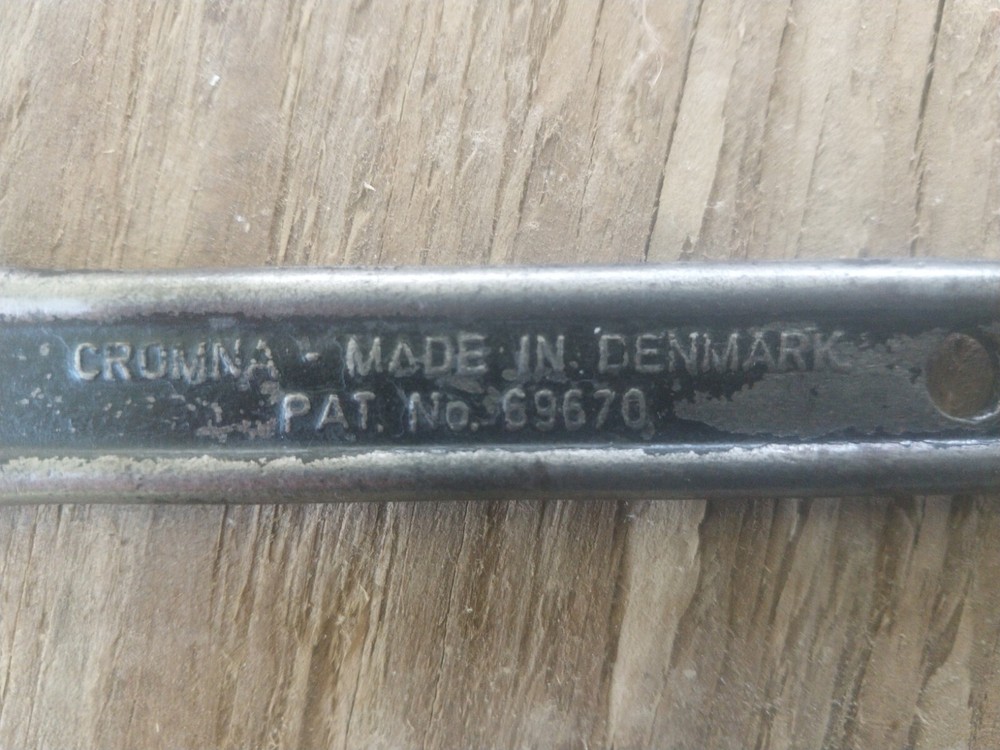 CROMNA - MADE IN DENMARK
PAT. No. 69670